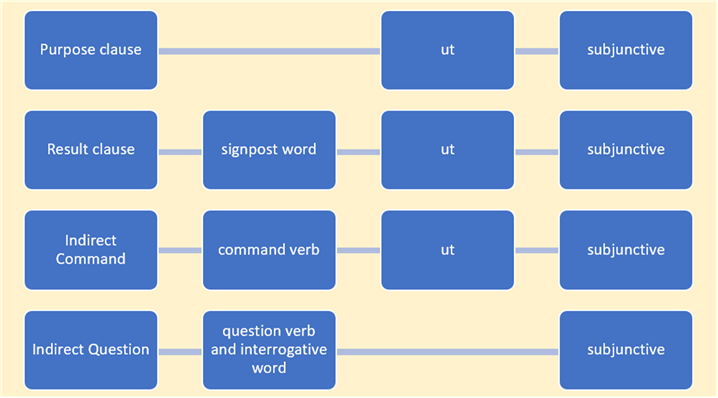 Purpose clause
ut
subjunctive
Result clause
signpost word
ut
subjunctive
Indirect
Command
command verb
ut
subjunctive
Indirect Question
question verb
and interrogative
word
subjunctive